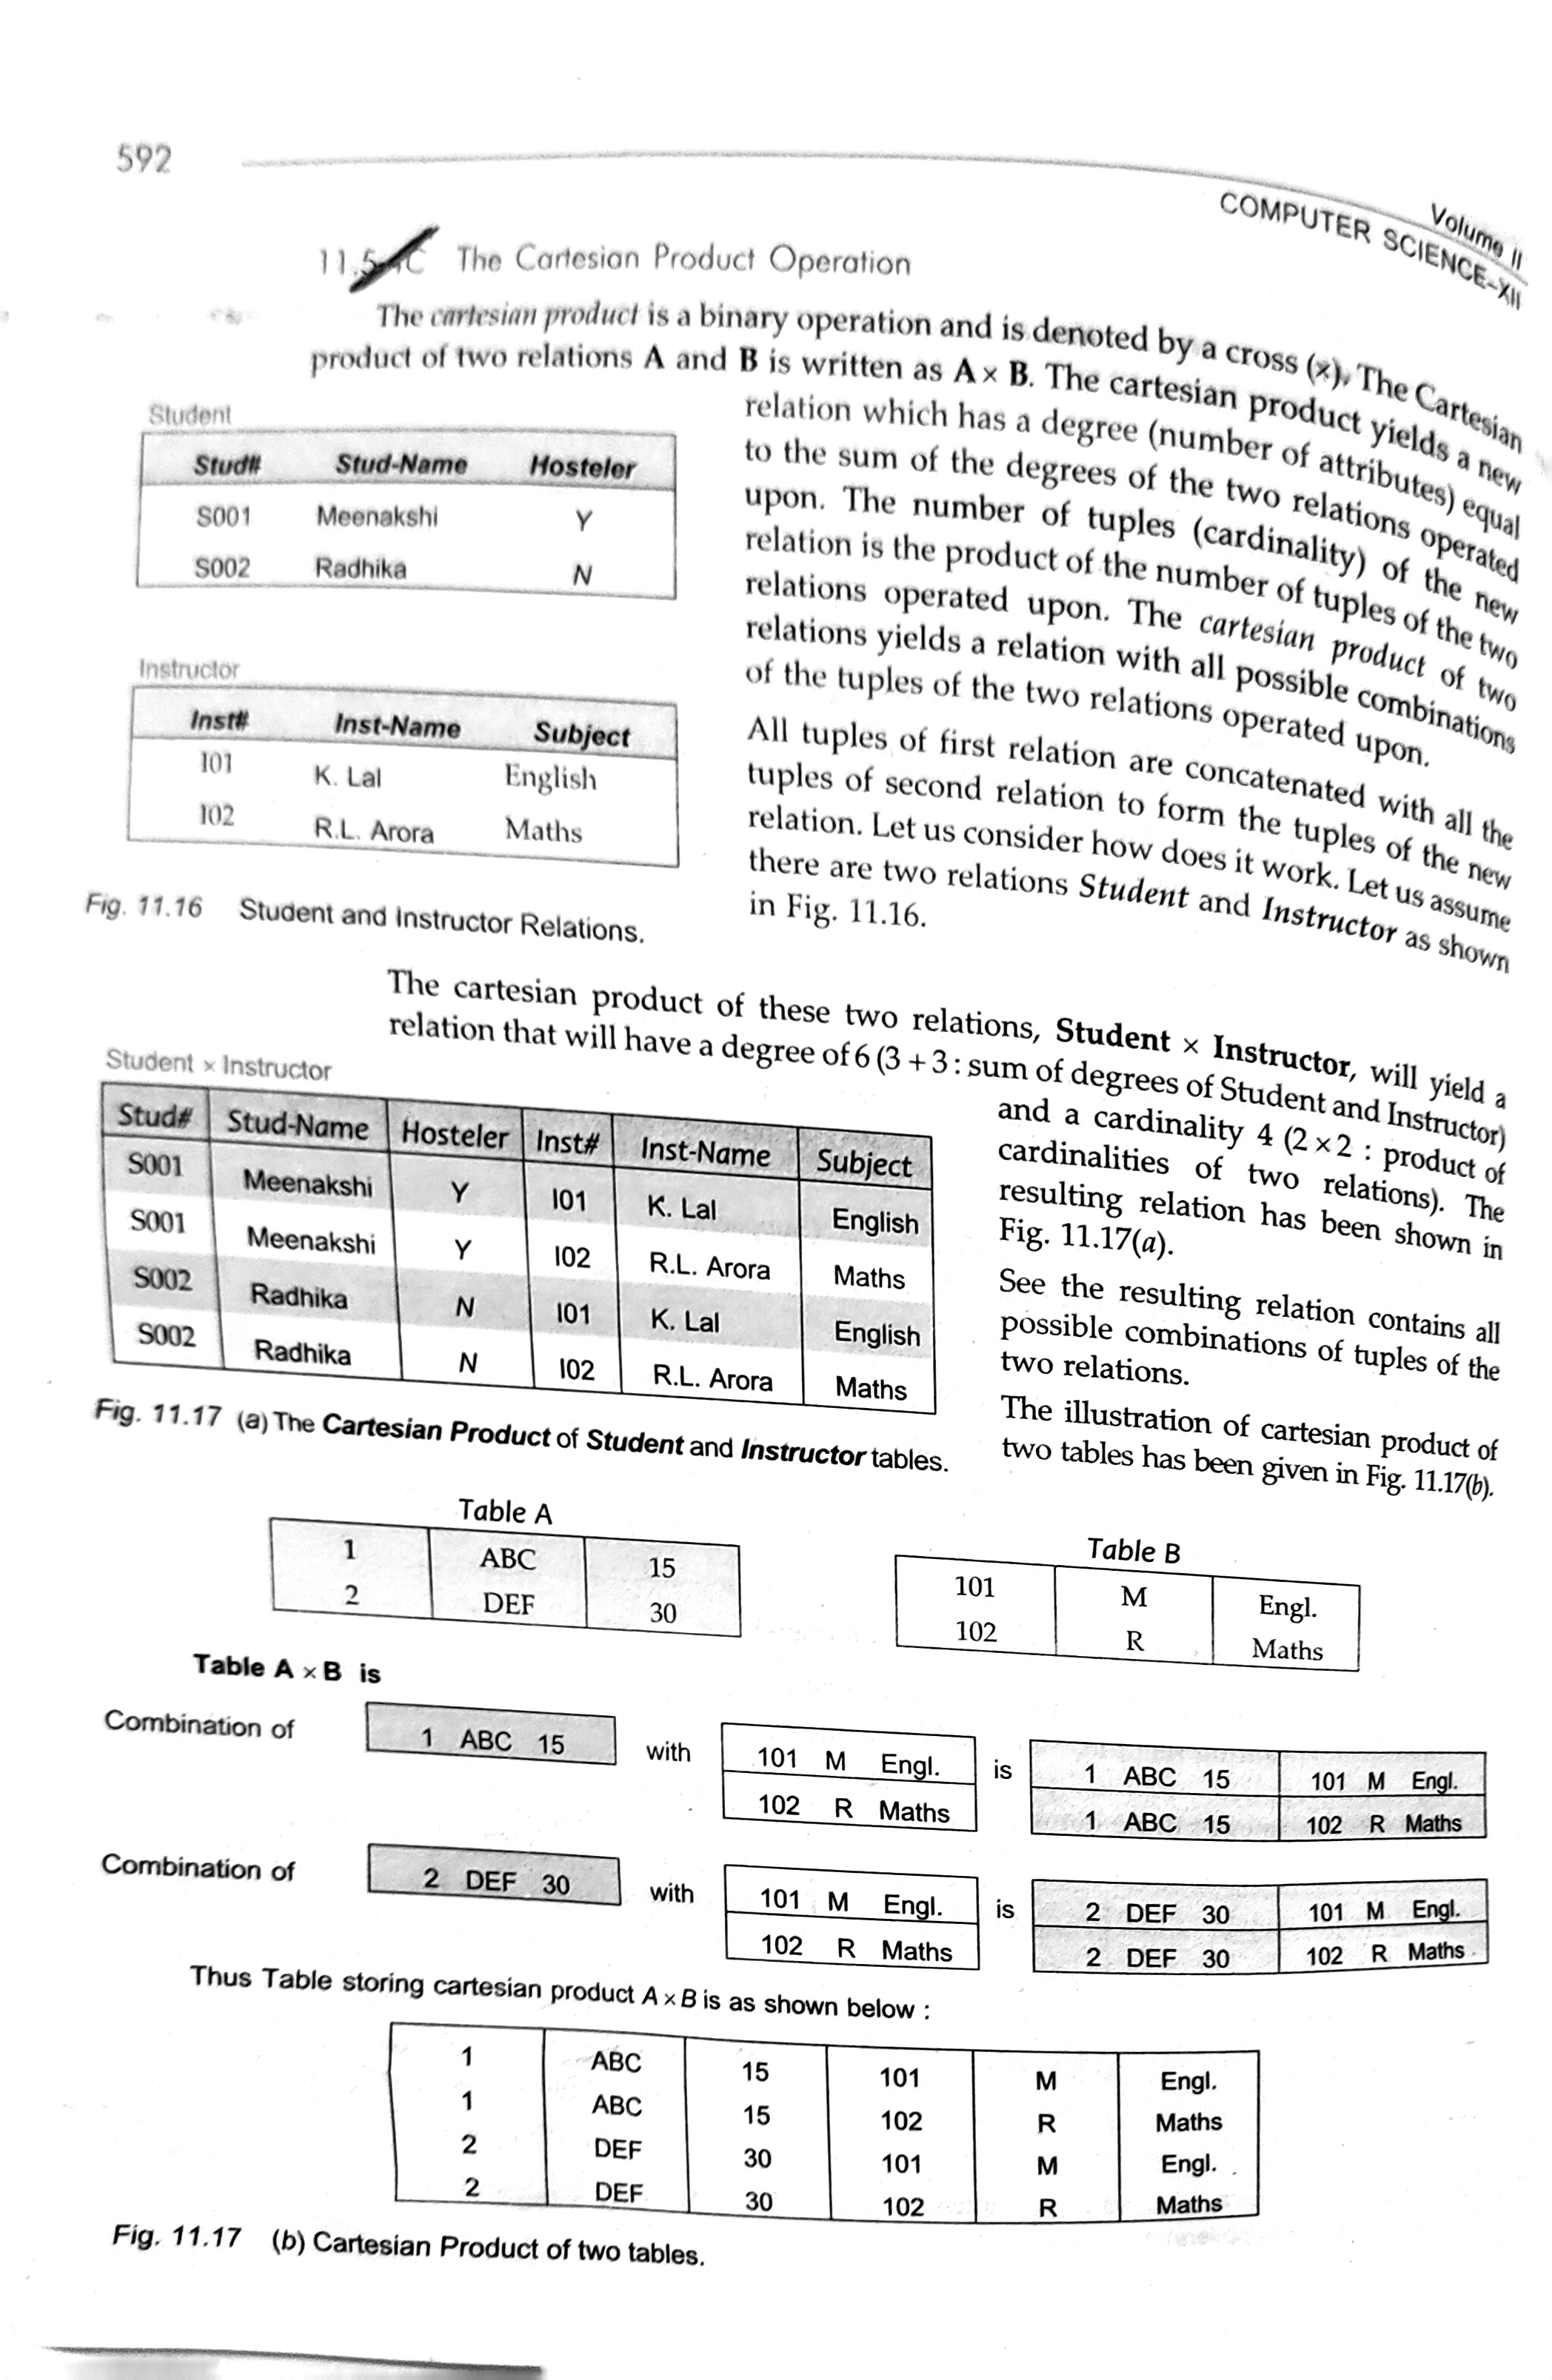 592
Volume II
COMPUTER SCIENCE–XII
The Cartesian Product Operation
The cartesian product is a binary operation and is denoted by a cross (×). The Cartesian
product of two relations A and B is written as A × B. The cartesian product yields a new
relation which has a degree (number of attributes) equal
to the sum of the degrees of the two relations operated
upon. The number of tuples (cardinality) of the new
relation is the product of the number of tuples of the two
relations operated upon. The cartesian product of two
relations yields a relation with all possible combinations
of the tuples of the two relations operated upon.
All tuples of first relation are concatenated with all the
tuples of second relation to form the tuples of the new
relation. Let us consider how does it work. Let us assume
there are two relations Student and Instructor as shown
in Fig. 11.16.
Student
Stud# Stud-Name Hosteler
S001 Meenakshi Y
S002 Radhika N
Instructor
Inst# Inst-Name Subject
I01 K. Lal English
I02 R.L. Arora Maths
Fig. 11.16 Student and Instructor Relations.
The cartesian product of these two relations, Student × Instructor, will yield a
relation that will have a degree of 6 (3 + 3 : sum of degrees of Student and Instructor)
and a cardinality 4 (2 × 2 : product of
cardinalities of two relations). The
resulting relation has been shown in
Fig. 11.17(a).
See the resulting relation contains all
possible combinations of tuples of the
two relations.
The illustration of cartesian product of
two tables has been given in Fig. 11.17(b).
Student × Instructor
Stud# Stud-Name Hosteler Inst# Inst-Name Subject
S001 Meenakshi Y I01 K. Lal English
S001 Meenakshi Y I02 R.L. Arora Maths
S002 Radhika N I01 K. Lal English
S002 Radhika N I02 R.L. Arora Maths
Fig. 11.17 (a) The Cartesian Product of Student and Instructor tables.
Table A
1 ABC 15
2 DEF 30
Table B
101 M Engl.
102 R Maths
Table A × B is
Combination of 1 ABC 15 with 101 M Engl. is 1 ABC 15 101 M Engl.
102 R Maths 1 ABC 15 102 R Maths
Combination of 2 DEF 30 with 101 M Engl. is 2 DEF 30 101 M Engl.
102 R Maths 2 DEF 30 102 R Maths
Thus Table storing cartesian product A × B is as shown below :
1 ABC 15 101 M Engl.
1 ABC 15 102 R Maths
2 DEF 30 101 M Engl.
2 DEF 30 102 R Maths
Fig. 11.17 (b) Cartesian Product of two tables.